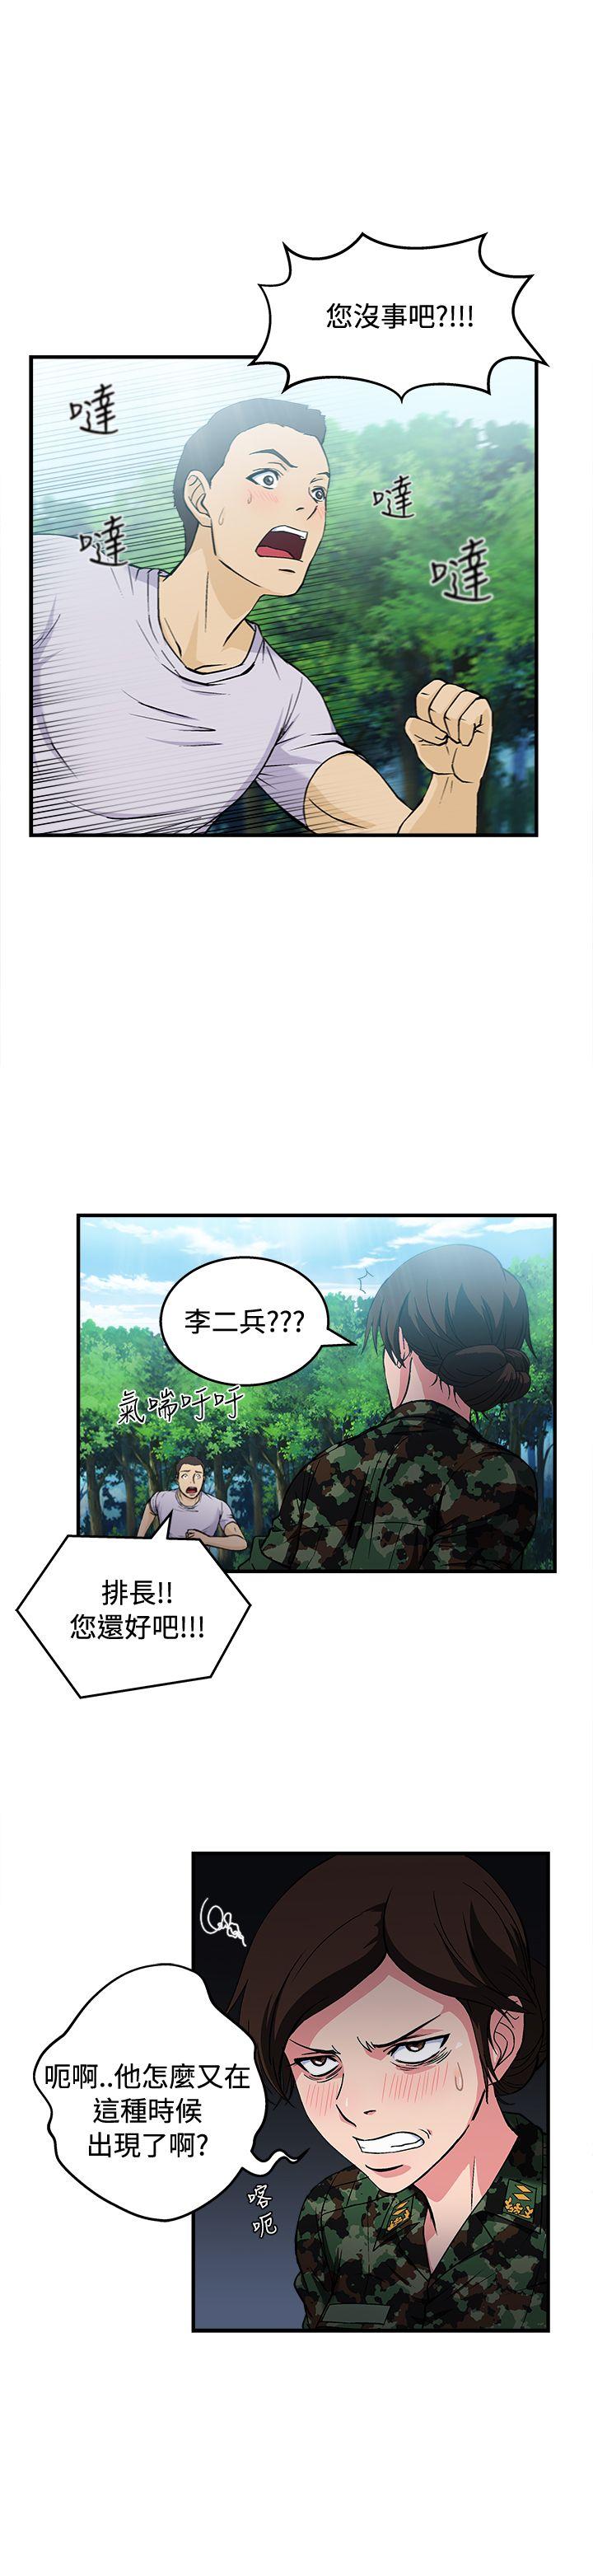 您沒事吧?!!!
噠
噠
噠
噠
李二兵???
氣喘吁吁
排長!!
您還好吧!!!
呃啊..他怎麼又在
這種時候
出現了啊?
喀
呃